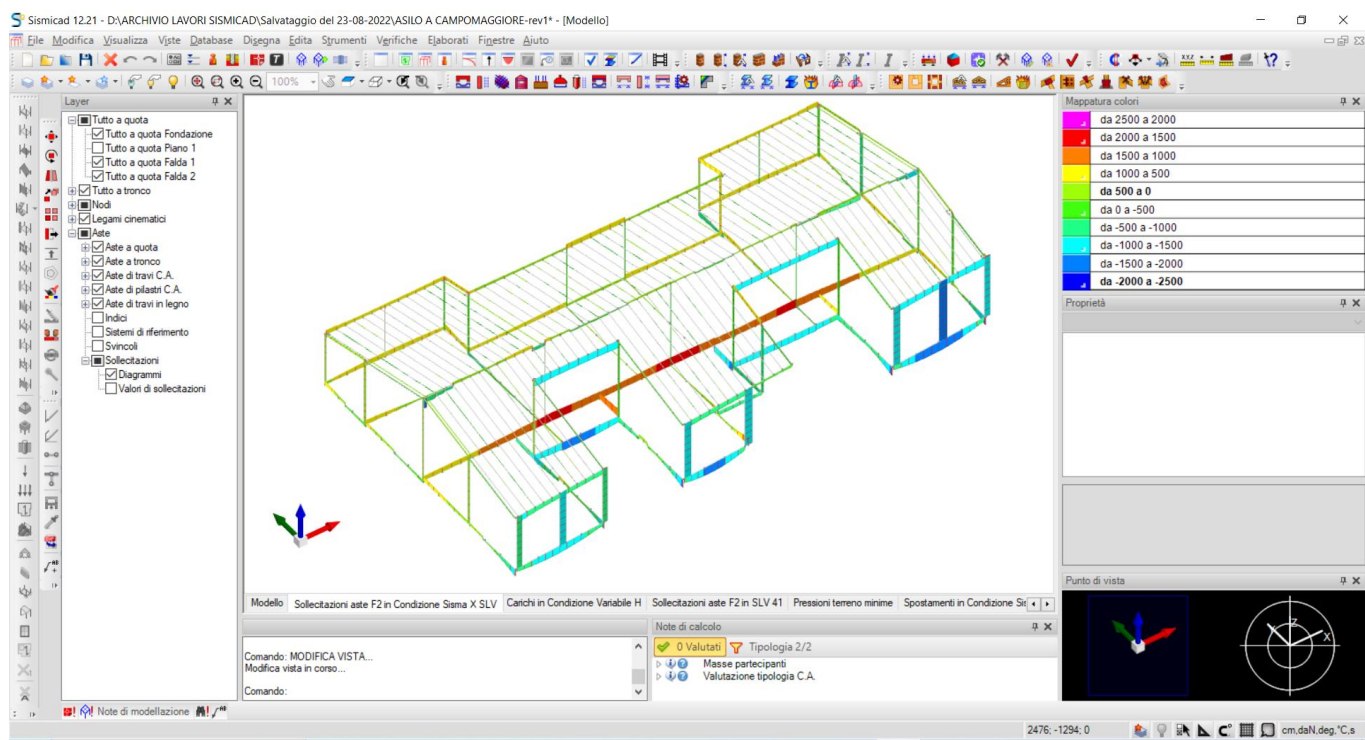 Sismicad 12.21 - D:\ARCHIVIO LAVORI SISMICAD\Salvataggio del 23-08-2022\ASILO A CAMPOMAGGIORE-rev1* - [Modello]
File Modifica Visualizza Viste Database Disegna Edita Strumenti Verifiche Elaborati Finestre Aiuto
100%
Layer
Tutto a quota
Tutto a quota Fondazione
Tutto a quota Piano 1
Tutto a quota Falda 1
Tutto a quota Falda 2
Tutto a tronco
Nodi
Legami cinematici
Aste
Aste a quota
Aste a tronco
Aste di travi C.A.
Aste di pilastri C.A.
Aste di travi in legno
Indici
Sistemi di riferimento
Svincoli
Sollecitazioni
Diagrammi
Valori di sollecitazioni
Mappatura colori
da 2500 a 2000
da 2000 a 1500
da 1500 a 1000
da 1000 a 500
da 500 a 0
da 0 a -500
da -500 a -1000
da -1000 a -1500
da -1500 a -2000
da -2000 a -2500
Proprietà
Punto di vista
Z
X
Modello Sollecitazioni aste F2 in Condizione Sisma X SLV Carichi in Condizione Variabile H Sollecitazioni aste F2 in SLV 41 Pressioni terreno minime Spostamenti in Condizione Sis
Comando: MODIFICA VISTA...
Modifica vista in corso...
Comando:
Note di calcolo
0 Valutati Tipologia 2/2
Masse partecipanti
Valutazione tipologia C.A.
Note di modellazione
2476; -1294; 0
cm,daN,deg,°C,s